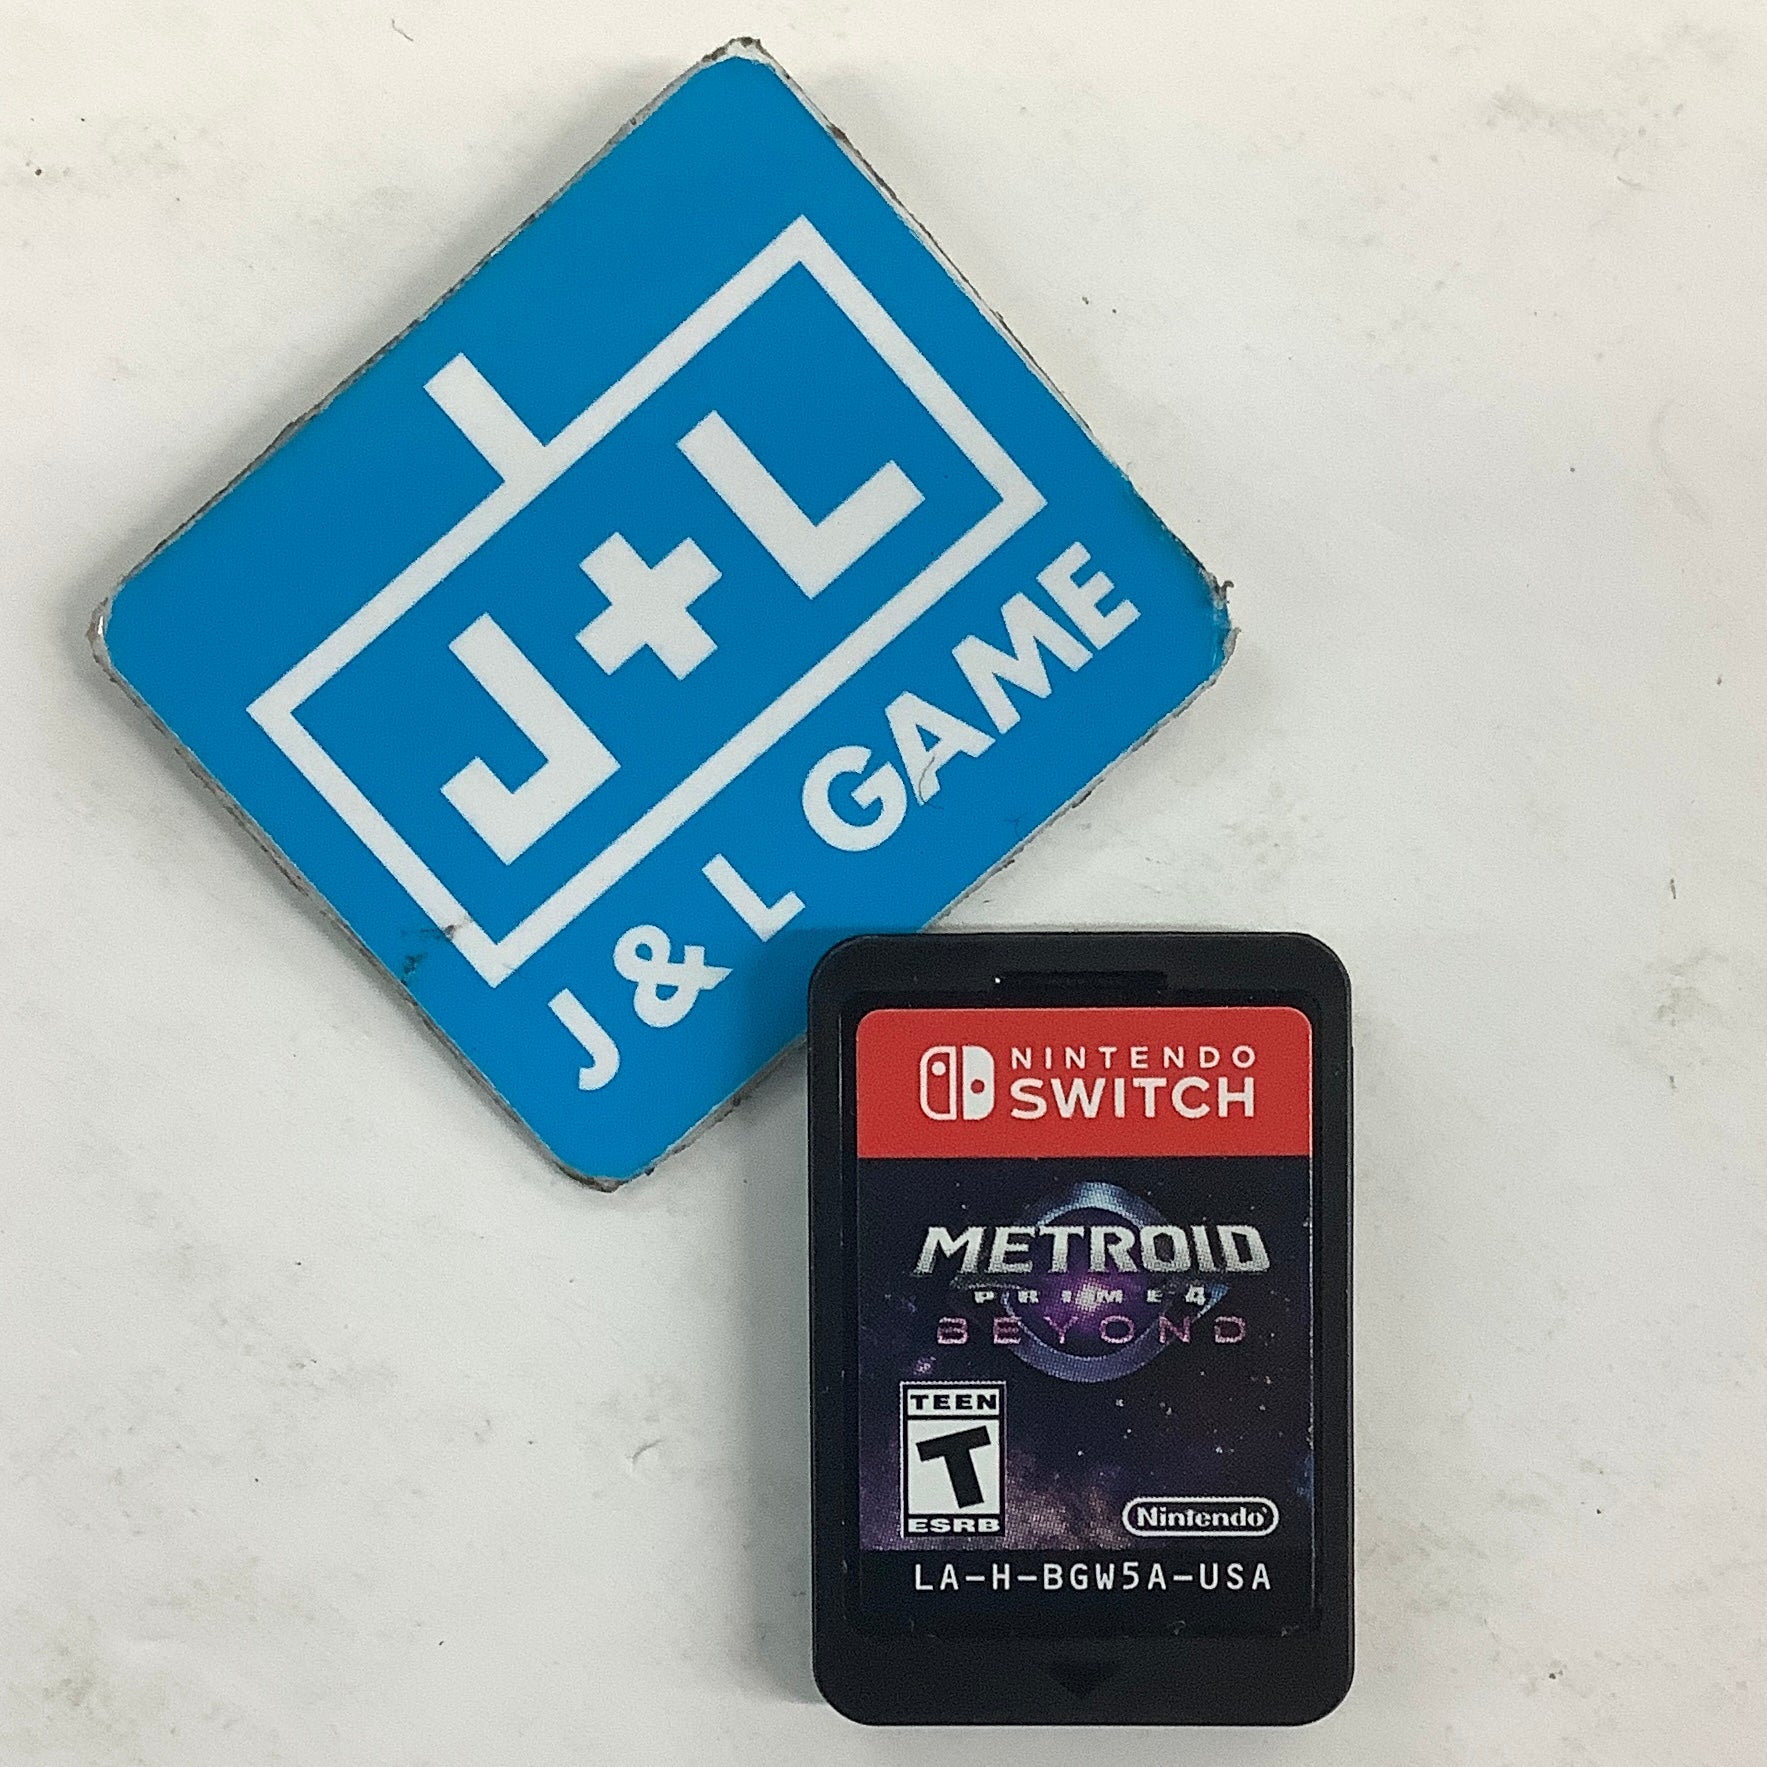 J+L
J & L GAME
NINTENDO
SWITCH
METROID
PRIME 4
BEYOND
TEEN
T
ESRB
Nintendo
LA-H-BGW5A-USA